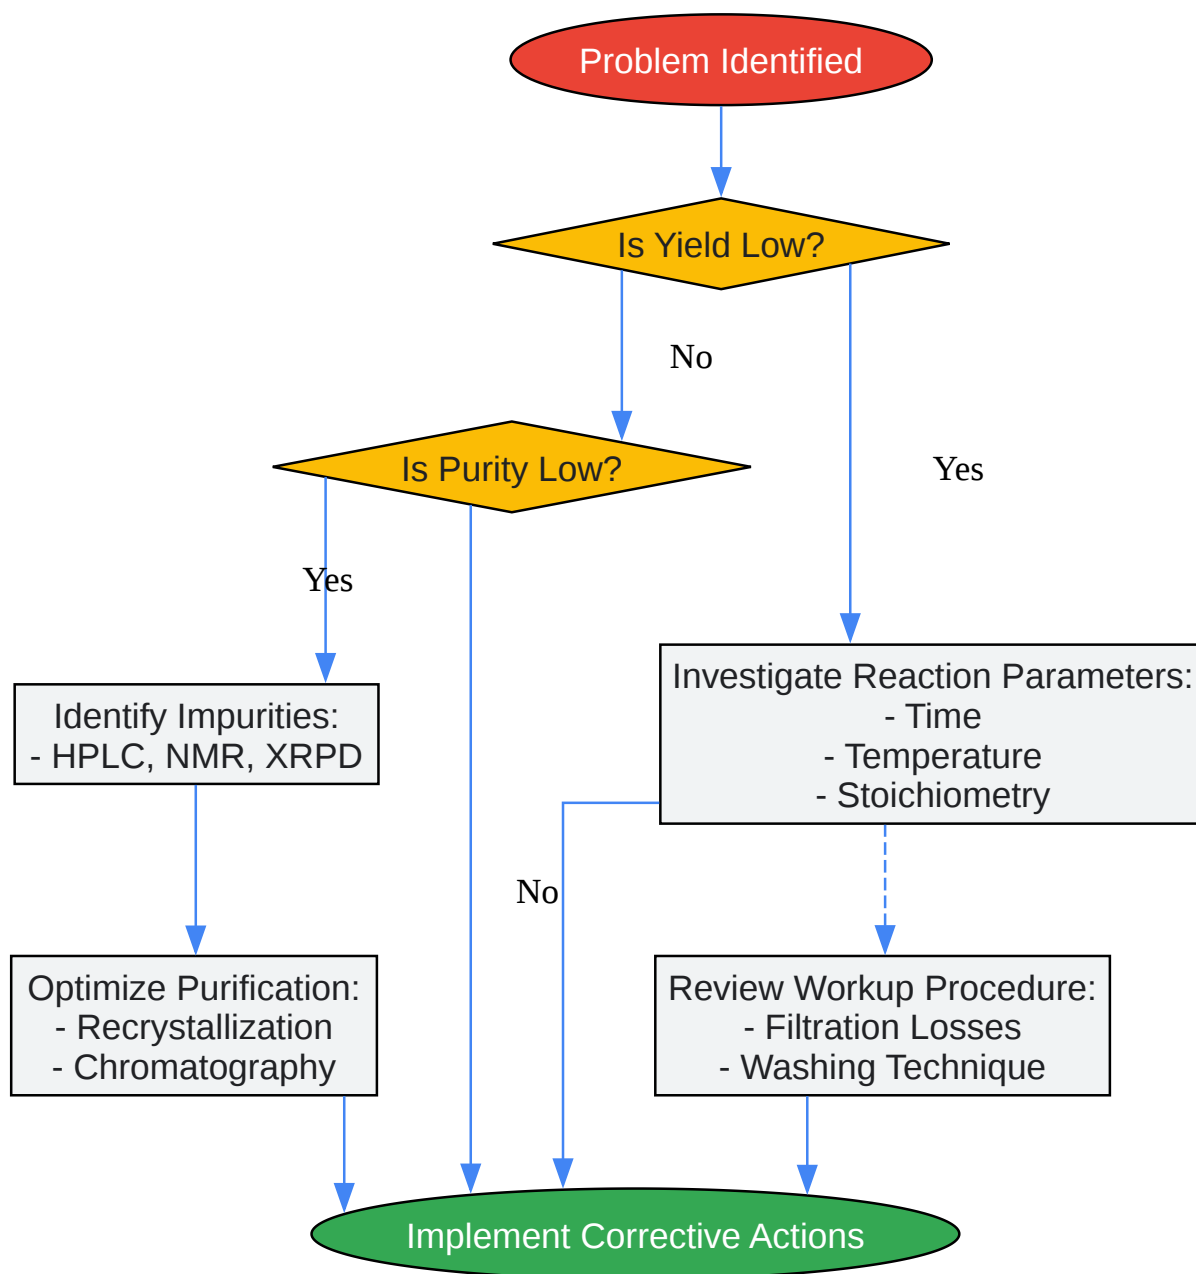 Problem Identified
Is Yield Low?
No
Is Purity Low?
Yes
Yes
Investigate Reaction Parameters:
- Time
- Temperature
- Stoichiometry
Identify Impurities:
- HPLC, NMR, XRPD
No
Optimize Purification:
- Recrystallization
- Chromatography
Review Workup Procedure:
- Filtration Losses
- Washing Technique
Implement Corrective Actions